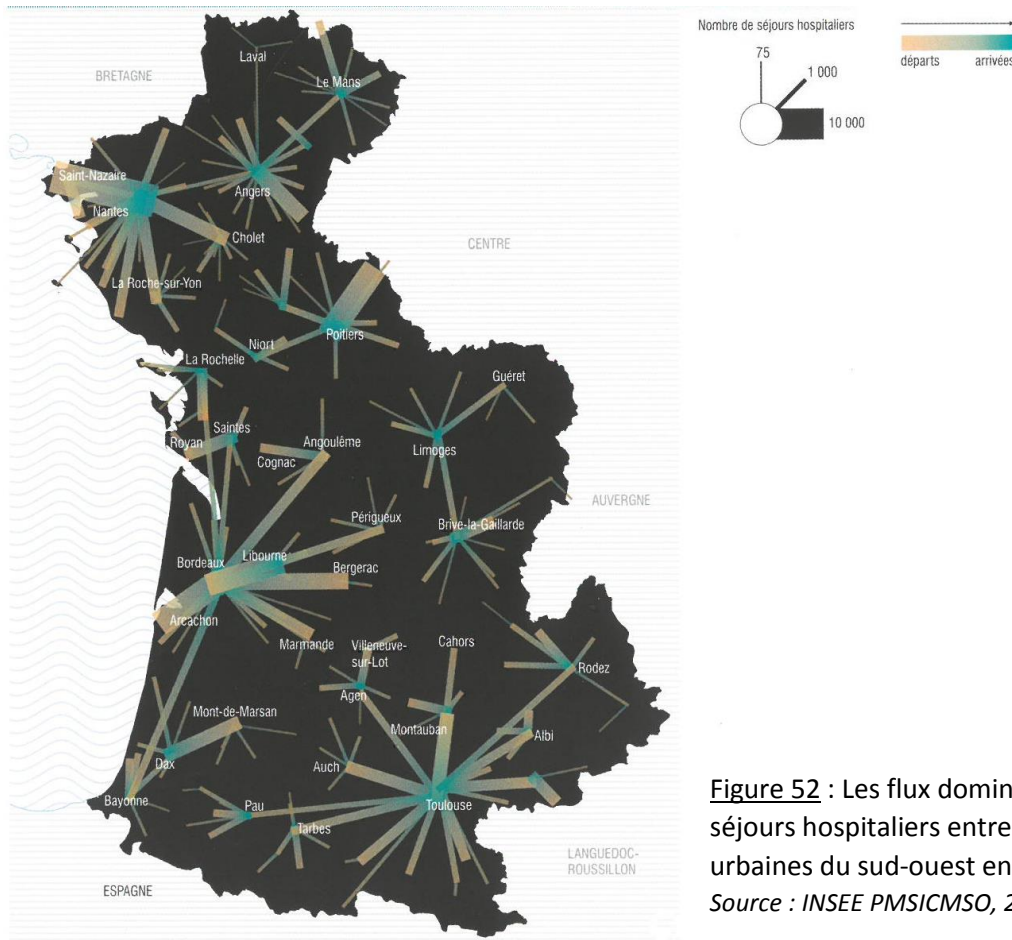 Nombre de séjours hospitaliers
75
1 000
10 000
départs
arrivées
BRETAGNE
Laval
Le Mans
Saint-Nazaire
Angers
Nantes
Cholet
CENTRE
La Roche-sur-Yon
Niort
Poitiers
La Rochelle
Guéret
Saintes
Royan
Angoulême
Cognac
Limoges
AUVERGNE
Périgueux
Brive-la-Gaillarde
Bordeaux
Libourne
Bergerac
Arcachon
Marmande
Villeneuve-
sur-Lot
Cahors
Rodez
Agen
Mont-de-Marsan
Montauban
Albi
Dax
Auch
Bayonne
Pau
Toulouse
Tarbes
LANGUEDOC-
ROUSSILLON
ESPAGNE
Figure 52 : Les flux domin
séjours hospitaliers entre
urbaines du sud-ouest en
Source : INSEE PMSICMSO, 2